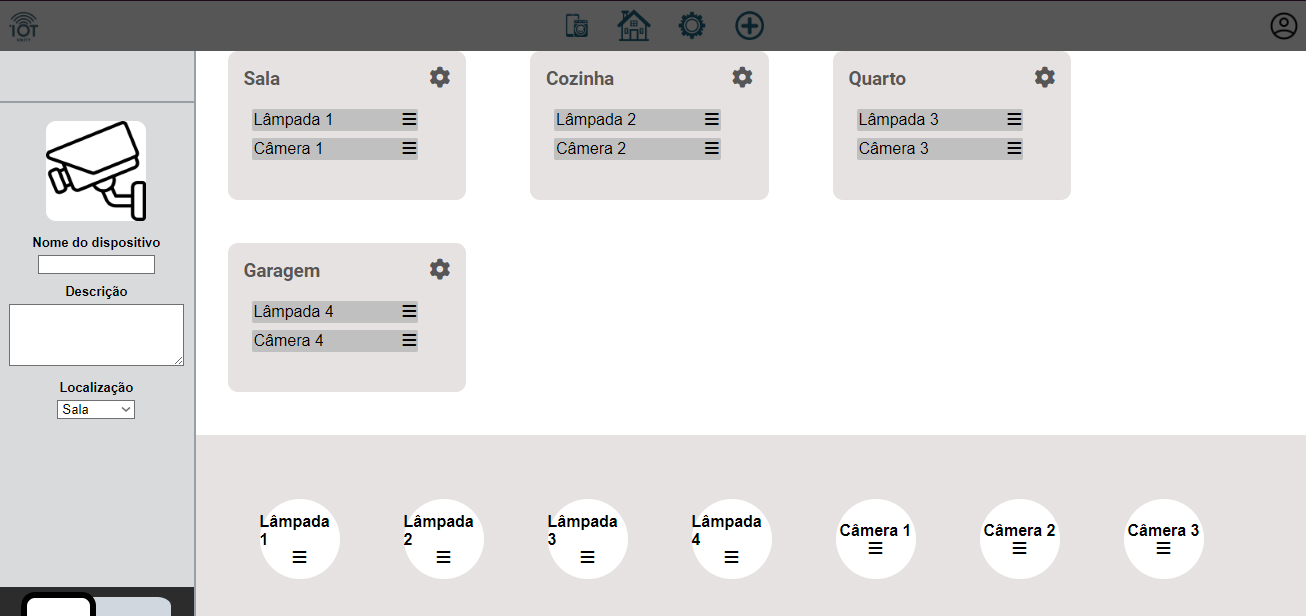 IOT
Sala
Cozinha
Quarto
Lâmpada 1
Câmera 1
Lâmpada 2
Câmera 2
Lâmpada 3
Câmera 3
Garagem
Lâmpada 4
Câmera 4
Nome do dispositivo
Descrição
Localização
Sala
Lâmpada
1
Lâmpada
2
Lâmpada
3
Lâmpada
4
Câmera 1
Câmera 2
Câmera 3